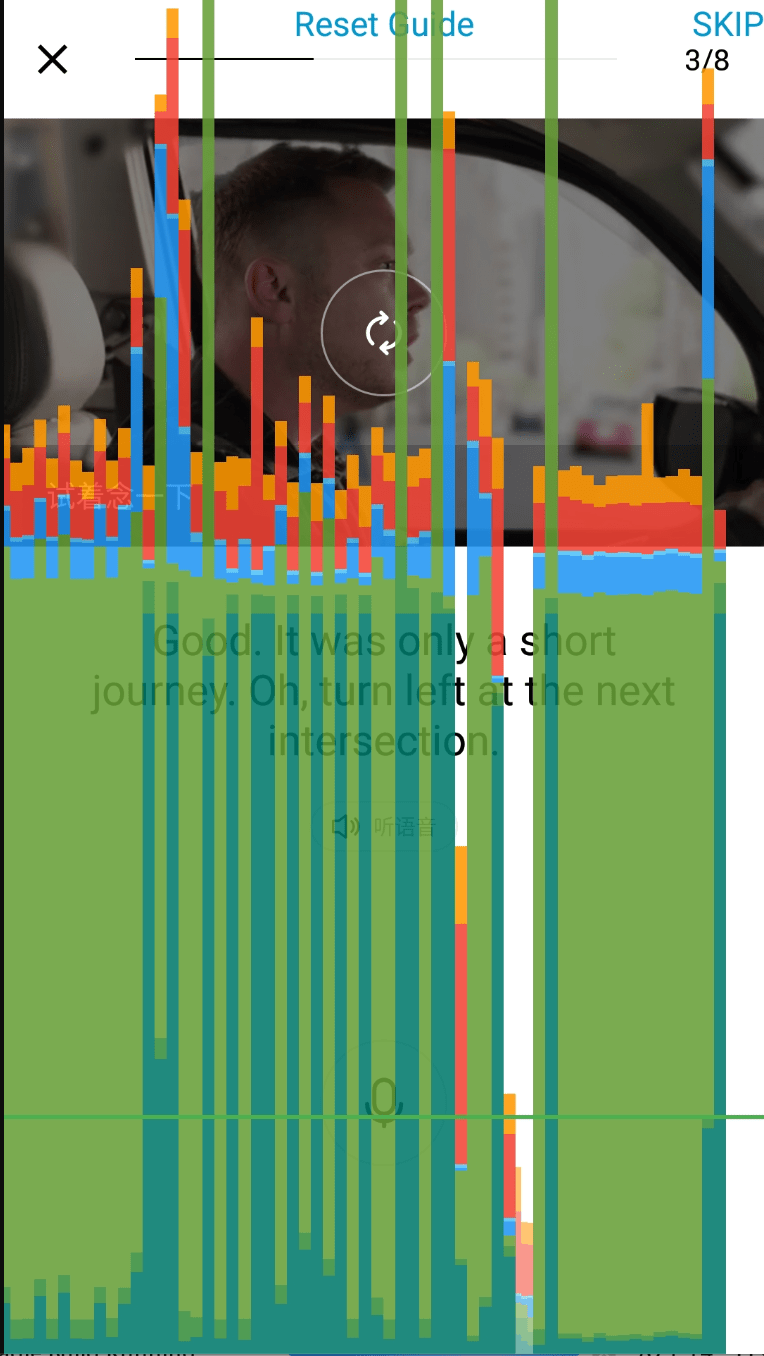 Reset Guide
SKIP
3/8
试着念一下
Good. It was only a short
journey. Oh, turn left at the next
intersection.
听语音